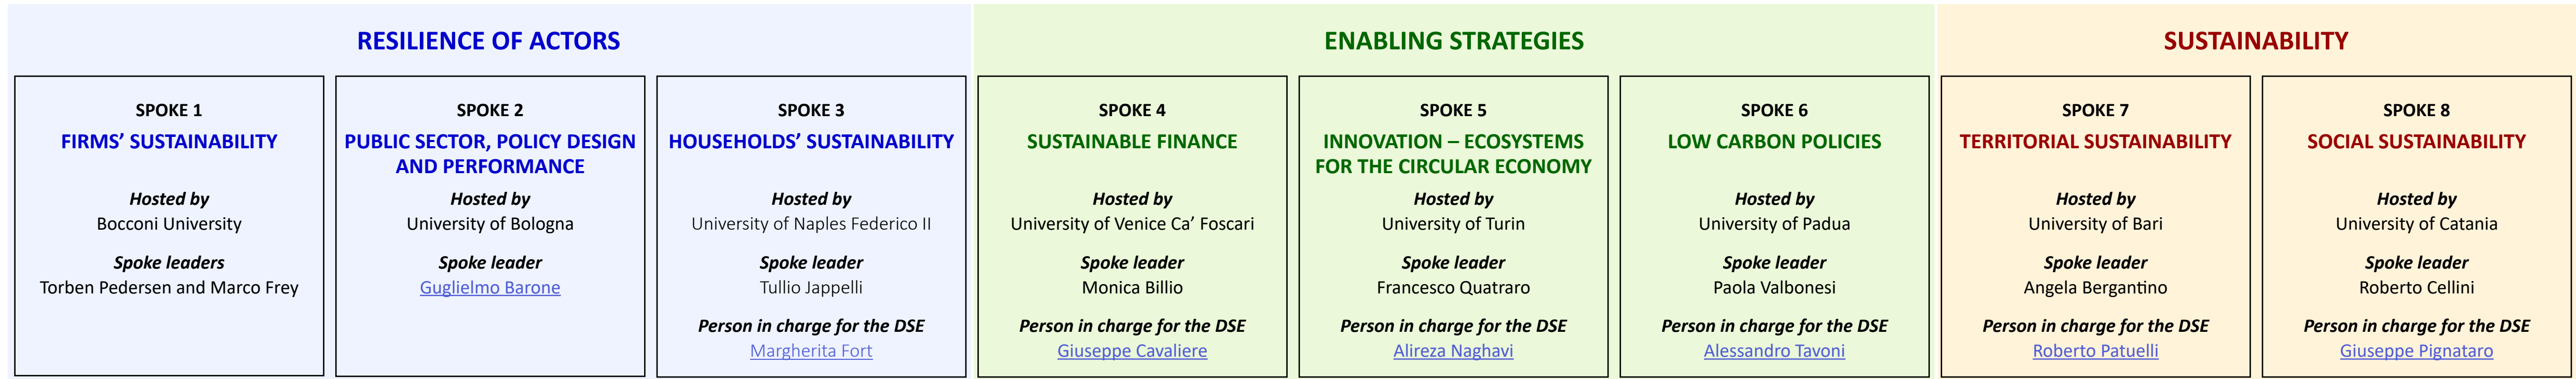 RESILIENCE OF ACTORS
SPOKE 1
FIRMS’ SUSTAINABILITY
Hosted by
Bocconi University
Spoke leaders
Torben Pedersen and Marco Frey
SPOKE 2
PUBLIC SECTOR, POLICY DESIGN
AND PERFORMANCE
Hosted by
University of Bologna
Spoke leader
Guglielmo Barone
SPOKE 3
HOUSEHOLDS’ SUSTAINABILITY
Hosted by
University of Naples Federico II
Spoke leader
Tullio Jappelli
Person in charge for the DSE
Margherita Fort
ENABLING STRATEGIES
SPOKE 4
SUSTAINABLE FINANCE
Hosted by
University of Venice Ca’ Foscari
Spoke leader
Monica Billio
Person in charge for the DSE
Giuseppe Cavaliere
SPOKE 5
INNOVATION – ECOSYSTEMS
FOR THE CIRCULAR ECONOMY
Hosted by
University of Turin
Spoke leader
Francesco Quatraro
Person in charge for the DSE
Alireza Naghavi
SPOKE 6
LOW CARBON POLICIES
Hosted by
University of Padua
Spoke leader
Paola Valbonesi
Person in charge for the DSE
Alessandro Tavoni
SUSTAINABILITY
SPOKE 7
TERRITORIAL SUSTAINABILITY
Hosted by
University of Bari
Spoke leader
Angela Bergantino
Person in charge for the DSE
Roberto Patuelli
SPOKE 8
SOCIAL SUSTAINABILITY
Hosted by
University of Catania
Spoke leader
Roberto Cellini
Person in charge for the DSE
Giuseppe Pignataro